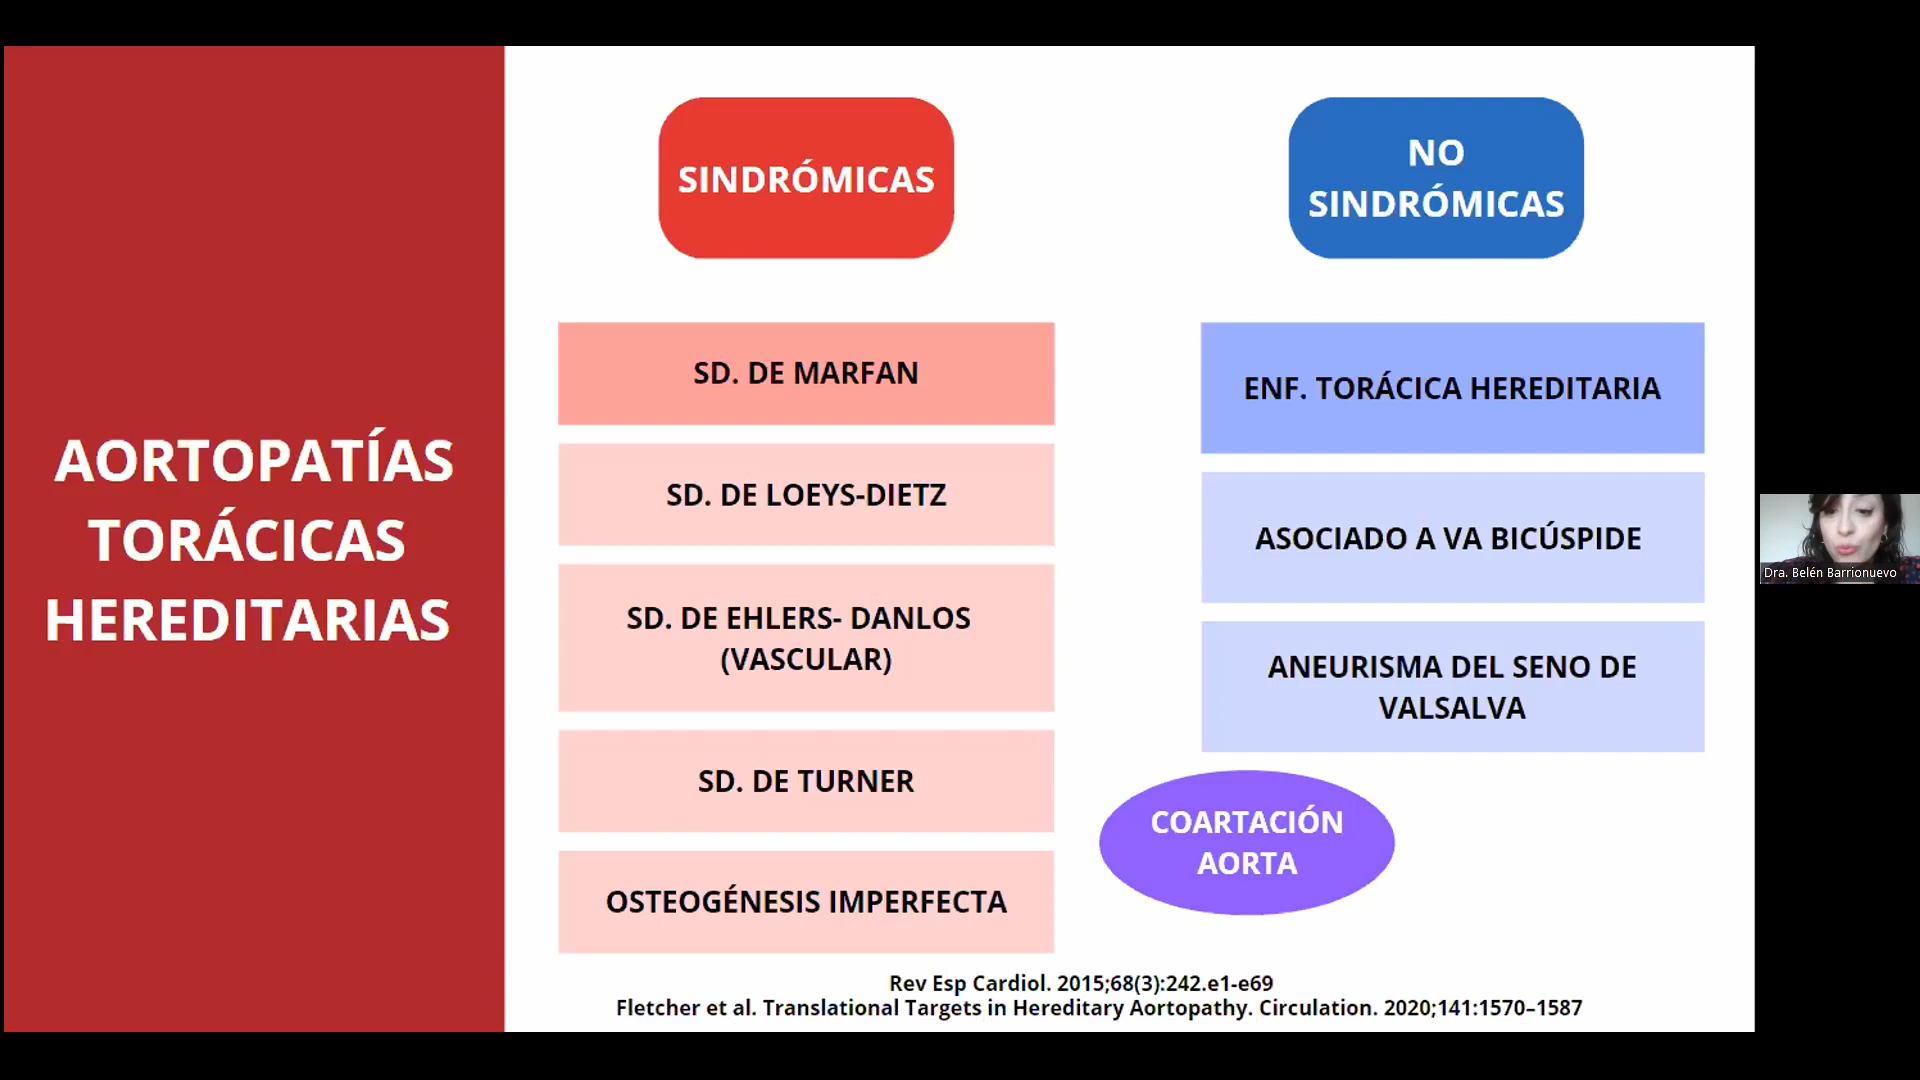 AORTOPATÍAS
TORÁCICAS
HEREDITARIAS
SINDRÓMICAS
SD. DE MARFAN
SD. DE LOEYS-DIETZ
SD. DE EHLERS- DANLOS
(VASCULAR)
SD. DE TURNER
OSTEOGÉNESIS IMPERFECTA
NO
SINDRÓMICAS
ENF. TORÁCICA HEREDITARIA
ASOCIADO A VA BICÚSPIDE
ANEURISMA DEL SENO DE
VALSALVA
COARTACIÓN
AORTA
Rev Esp Cardiol. 2015;68(3):242.e1-e69
Fletcher et al. Translational Targets in Hereditary Aortopathy. Circulation. 2020;141:1570–1587
Dra. Belén Barrionuevo